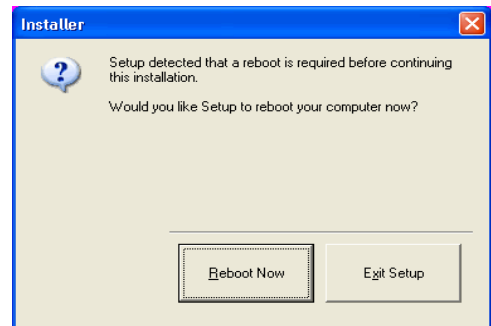 Installer
Setup detected that a reboot is required before continuing
this installation.
Would you like Setup to reboot your computer now?
Reboot Now
Exit Setup